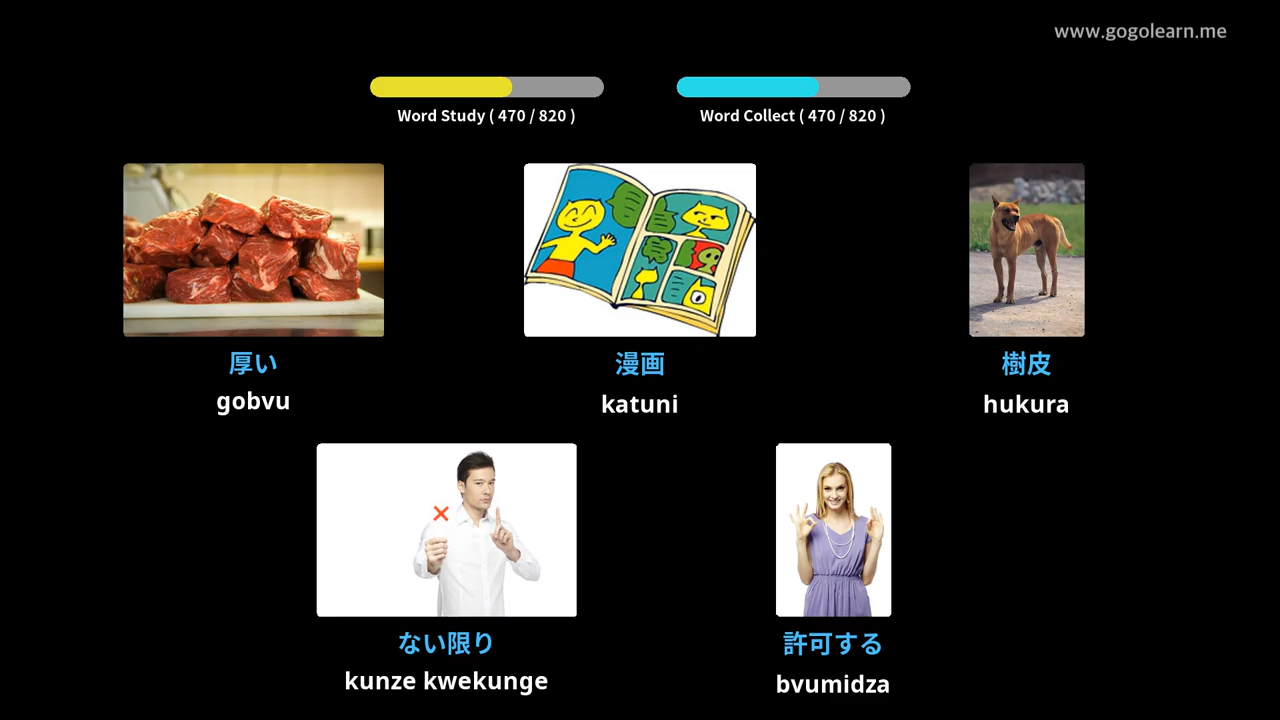 www.gogolearn.me
Word Study ( 470 / 820 )
Word Collect ( 470 / 820 )
厚い
gobvu
漫画
katuni
樹皮
hukura
ない限り
kunze kwekunge
許可する
bvumidza